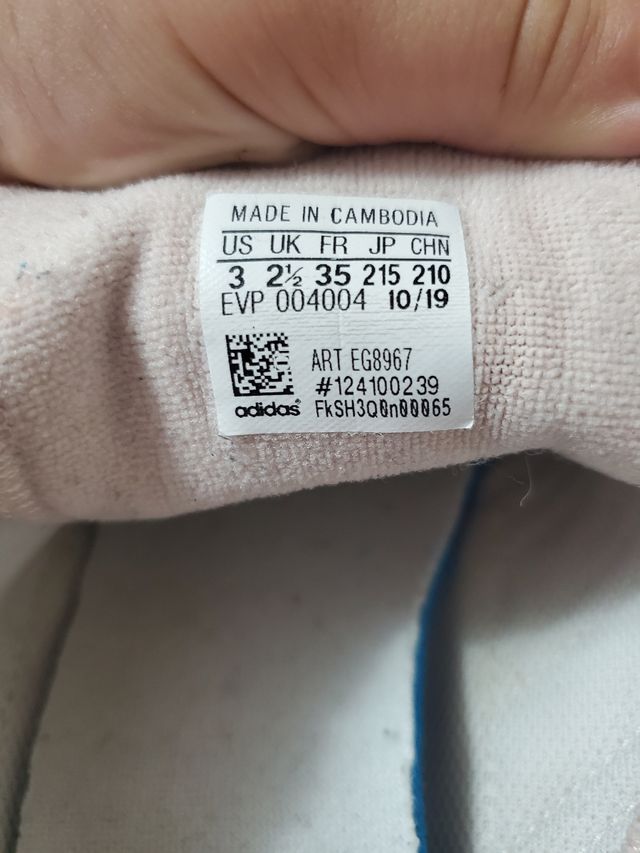 MADE IN CAMBODIA
US UK FR JP CHN
3 2½ 35 215 210
EVP 004004 10/19
ART EG8967
#124100239
adidas FkSH3Q0n00065